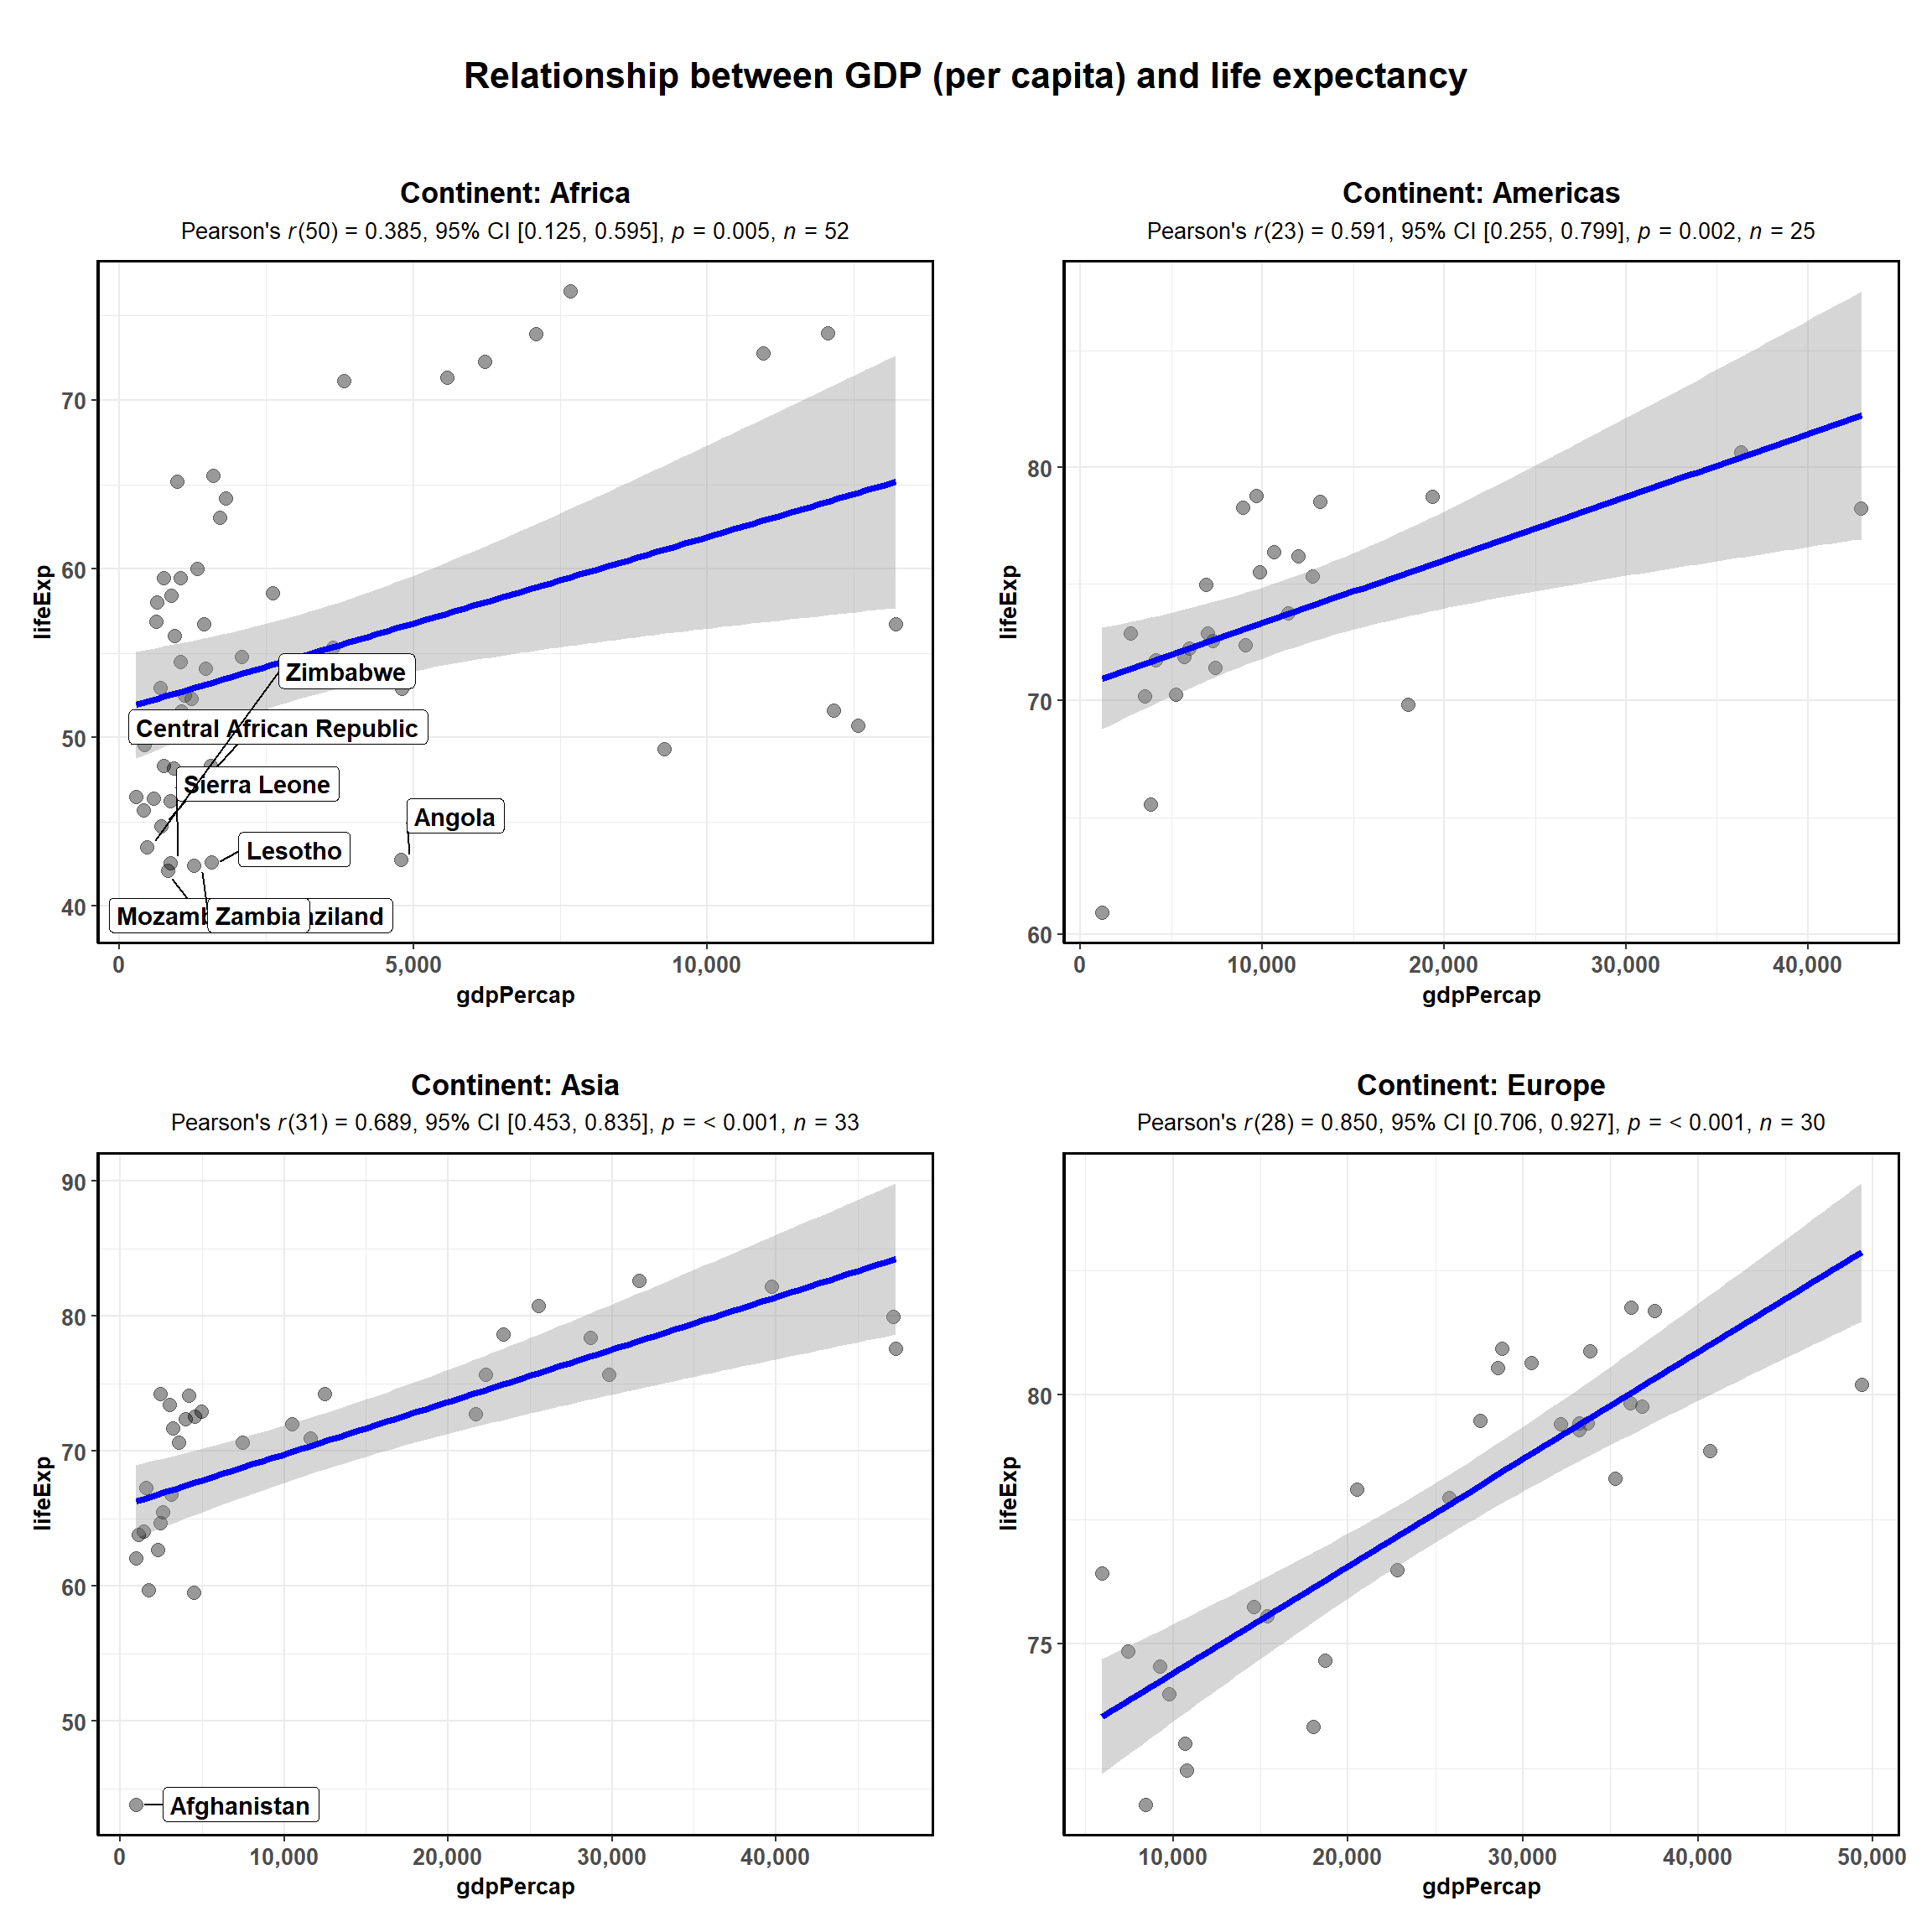 Relationship between GDP (per capita) and life expectancy
Continent: Africa
Pearson's r(50) = 0.385, 95% CI [0.125, 0.595], p = 0.005, n = 52
lifeExp
70
60
50
40
Zimbabwe
Central African Republic
Sierra Leone
Angola
Lesotho
Zambia
0 5,000 10,000
gdpPercap
Continent: Americas
Pearson's r(23) = 0.591, 95% CI [0.255, 0.799], p = 0.002, n = 25
lifeExp
80
70
60
0 10,000 20,000 30,000 40,000
gdpPercap
Continent: Asia
Pearson's r(31) = 0.689, 95% CI [0.453, 0.835], p = < 0.001, n = 33
lifeExp
90
80
70
60
50
Afghanistan
0 10,000 20,000 30,000 40,000
gdpPercap
Continent: Europe
Pearson's r(28) = 0.850, 95% CI [0.706, 0.927], p = < 0.001, n = 30
lifeExp
80
75
10,000 20,000 30,000 40,000 50,000
gdpPercap